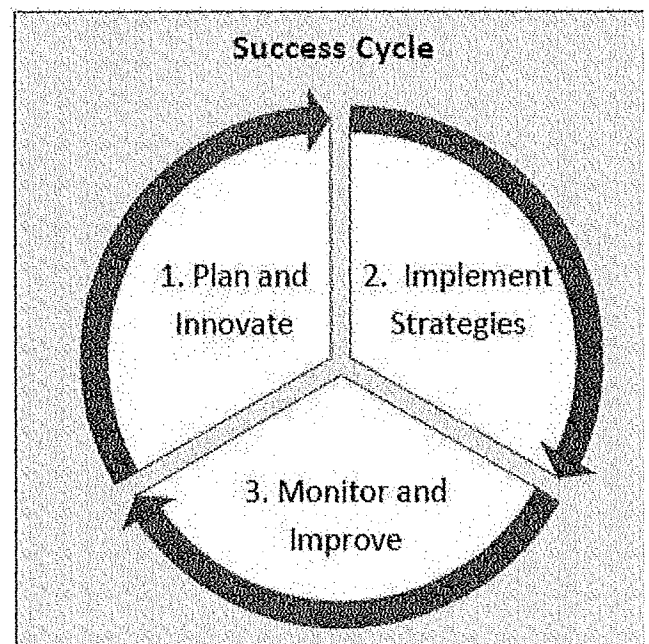 Success Cycle
1. Plan and
Innovate
2. Implement
Strategies
3. Monitor and
Improve